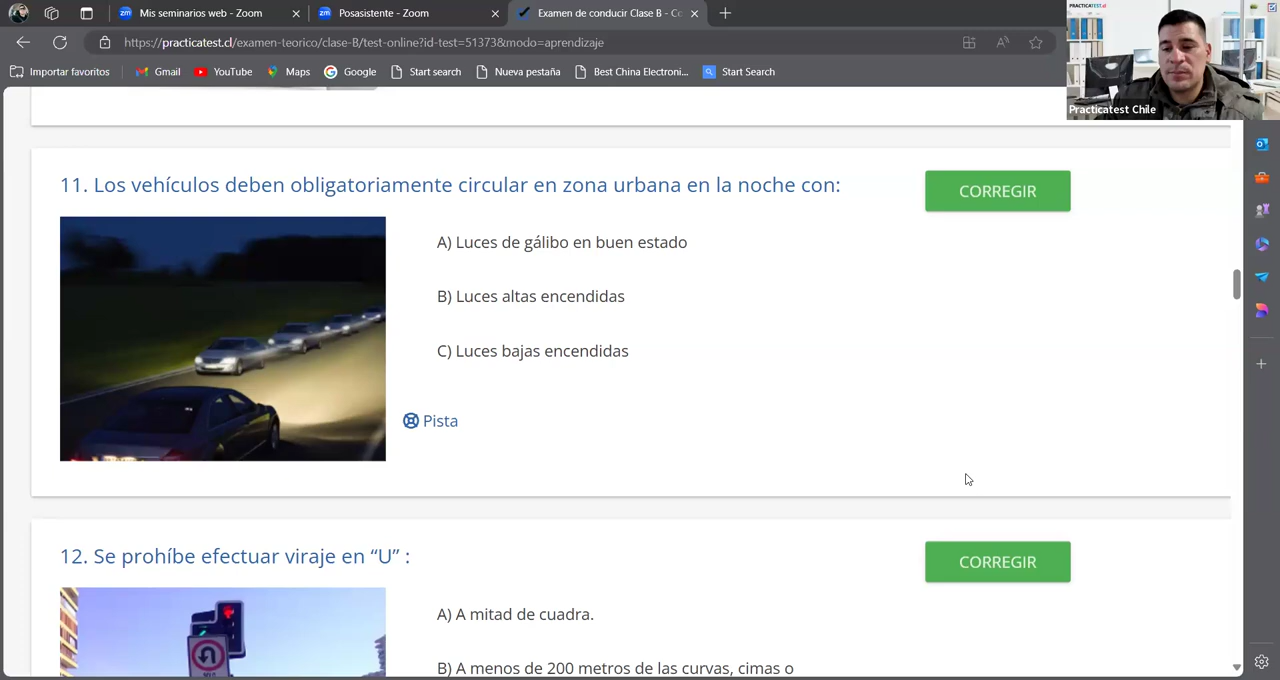 Mis seminarios web - Zoom
Posasistente - Zoom
Examen de conducir Clase B - Co
https://practicatest.cl/examen-teorico/clase-B/test-online?id-test=51373&modo=aprendizaje
Importar favoritos
Gmail
YouTube
Maps
Google
Start search
Nueva pestaña
Best China Electroni...
Start Search
PRACTICATEST.cl
Practicatest Chile
11. Los vehículos deben obligatoriamente circular en zona urbana en la noche con:
CORREGIR
A) Luces de gálibo en buen estado
B) Luces altas encendidas
C) Luces bajas encendidas
Pista
12. Se prohíbe efectuar viraje en “U” :
CORREGIR
A) A mitad de cuadra.
B) A menos de 200 metros de las curvas, cimas o